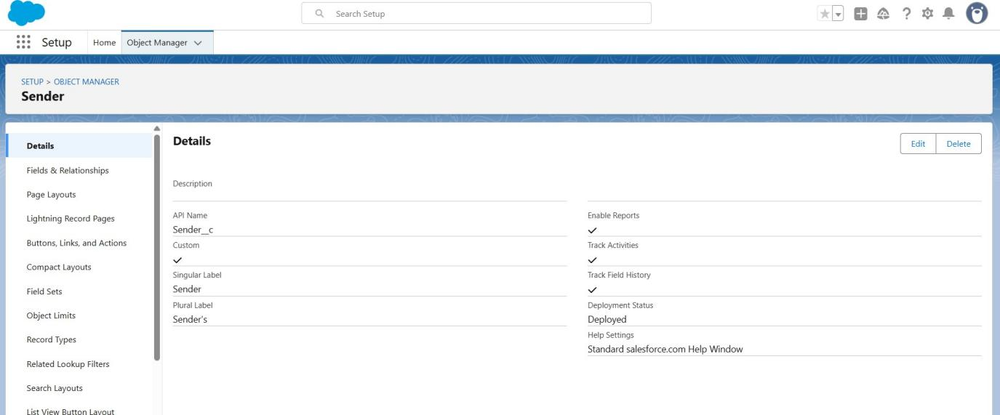 Search Setup
Setup
Home
Object Manager
SETUP > OBJECT MANAGER
Sender
Details
Fields & Relationships
Page Layouts
Lightning Record Pages
Buttons, Links, and Actions
Compact Layouts
Field Sets
Object Limits
Record Types
Related Lookup Filters
Search Layouts
List View Button Layout
Details
Edit
Delete
Description
API Name
Sender__c
Custom
Singular Label
Sender
Plural Label
Sender's
Enable Reports
Track Activities
Track Field History
Deployment Status
Deployed
Help Settings
Standard salesforce.com Help Window